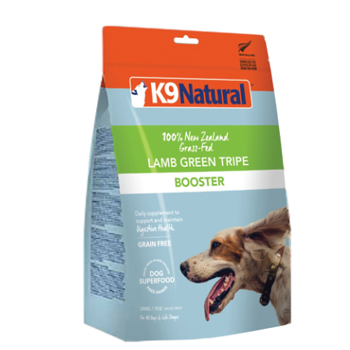 K9Natural
100% New Zealand
Grass-Fed
LAMB GREEN TRIPE
BOOSTER
Daily supplement to
support and maintain
Digestive Health.
GRAIN FREE
DOG
SUPERFOOD